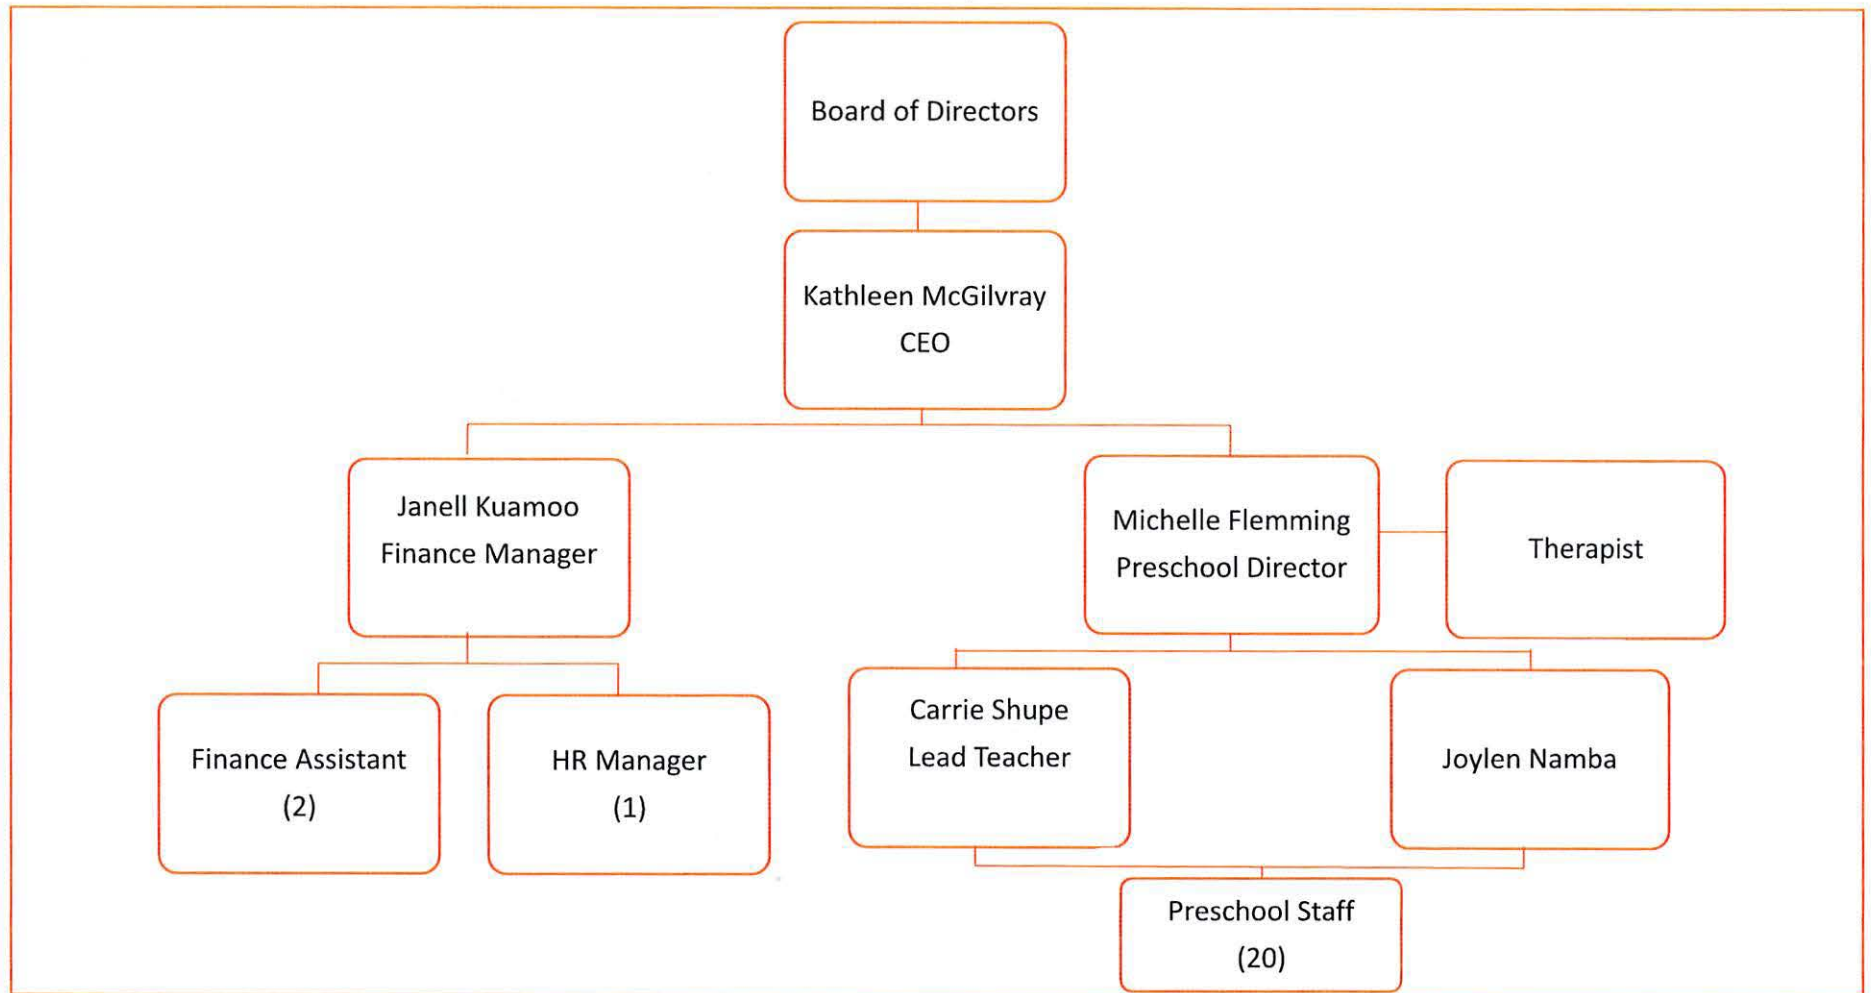 Board of Directors
Kathleen McGilvray
CEO
Janell Kuamoo
Finance Manager
Michelle Flemming
Preschool Director
Therapist
Finance Assistant
(2)
HR Manager
(1)
Carrie Shupe
Lead Teacher
Joylen Namba
Preschool Staff
(20)